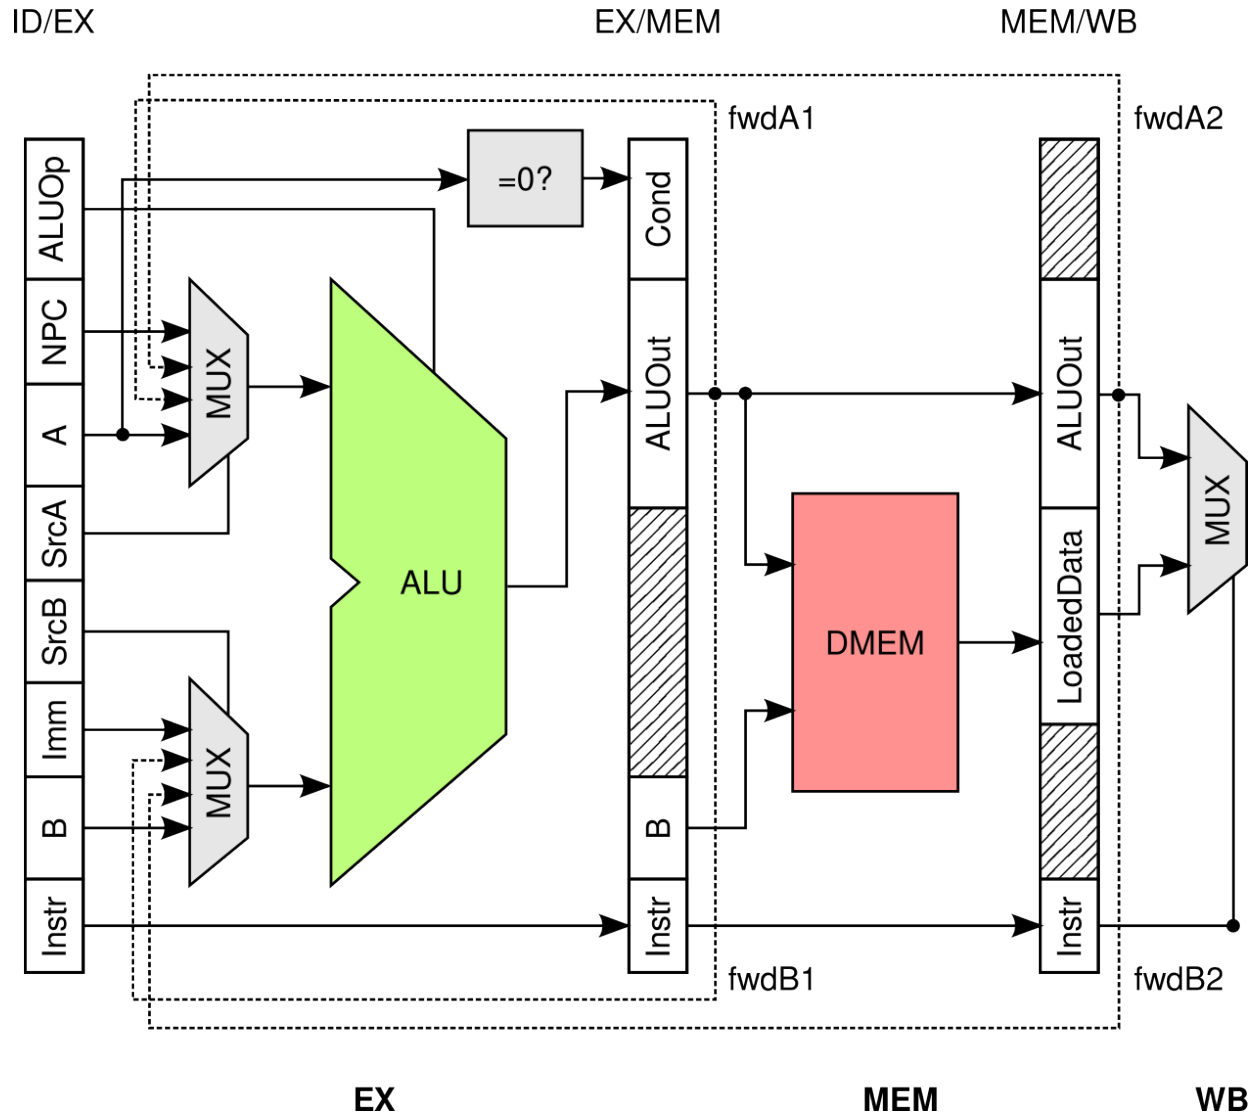 ID/EX
EX/MEM
MEM/WB
fwdA1
fwdA2
ALUOp
NPC
A
SrcA
SrcB
Imm
B
Instr
MUX
MUX
=0?
ALU
Cond
ALUOut
B
Instr
DMEM
ALUOut
LoadedData
Instr
MUX
fwdB1
fwdB2
EX
MEM
WB